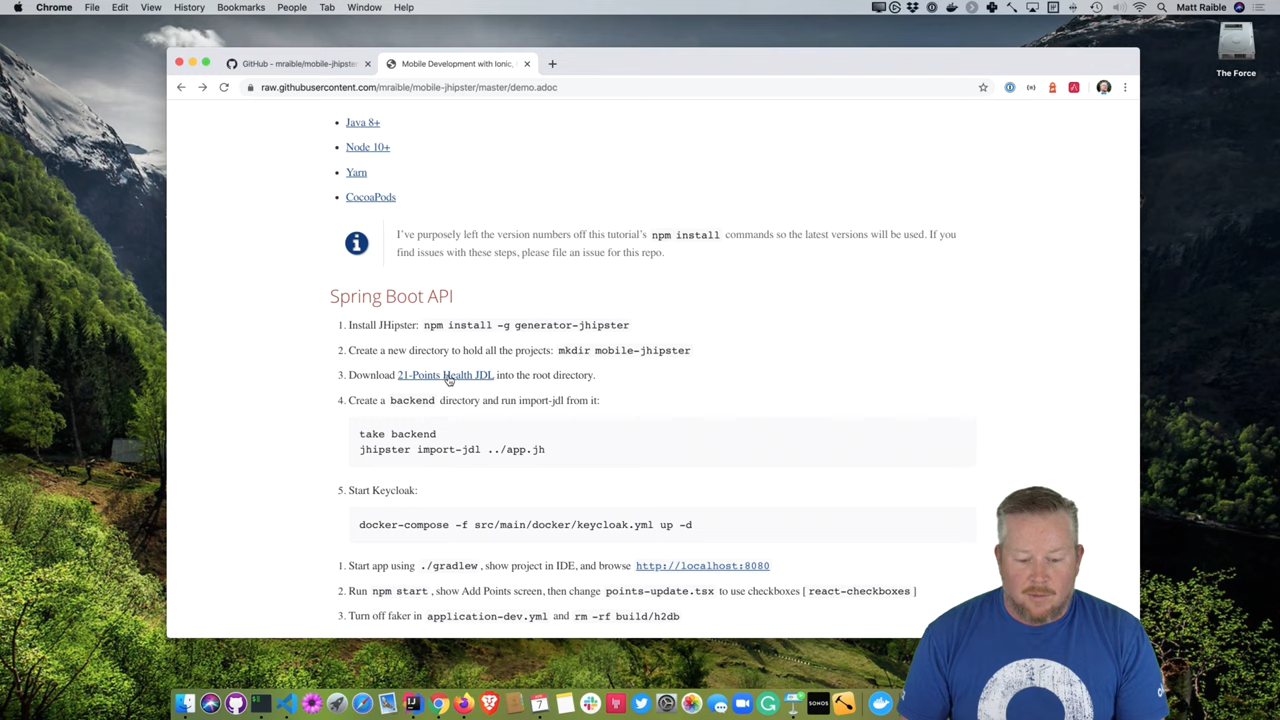 Chrome File Edit View History Bookmarks People Tab Window Help Matt Raible
The Force
GitHub - mraible/mobile-jhipster
Mobile Development with Ionic,
raw.githubusercontent.com/mraible/mobile-jhipster/master/demo.adoc
• Java 8+
• Node 10+
• Yarn
• CocoaPods
I've purposely left the version numbers off this tutorial's npm install commands so the latest versions will be used. If you
find issues with these steps, please file an issue for this repo.
Spring Boot API
1. Install JHipster: npm install -g generator-jhipster
2. Create a new directory to hold all the projects: mkdir mobile-jhipster
3. Download 21-Points Health JDL into the root directory.
4. Create a backend directory and run import-jdl from it:
take backend
jhipster import-jdl ../app.jh
5. Start Keycloak:
docker-compose -f src/main/docker/keycloak.yml up -d
1. Start app using ./gradlew, show project in IDE, and browse http://localhost:8080
2. Run npm start, show Add Points screen, then change points-update.tsx to use checkboxes [ react-checkboxes ]
3. Turn off faker in application-dev.yml and rm -rf build/h2db
SONOS